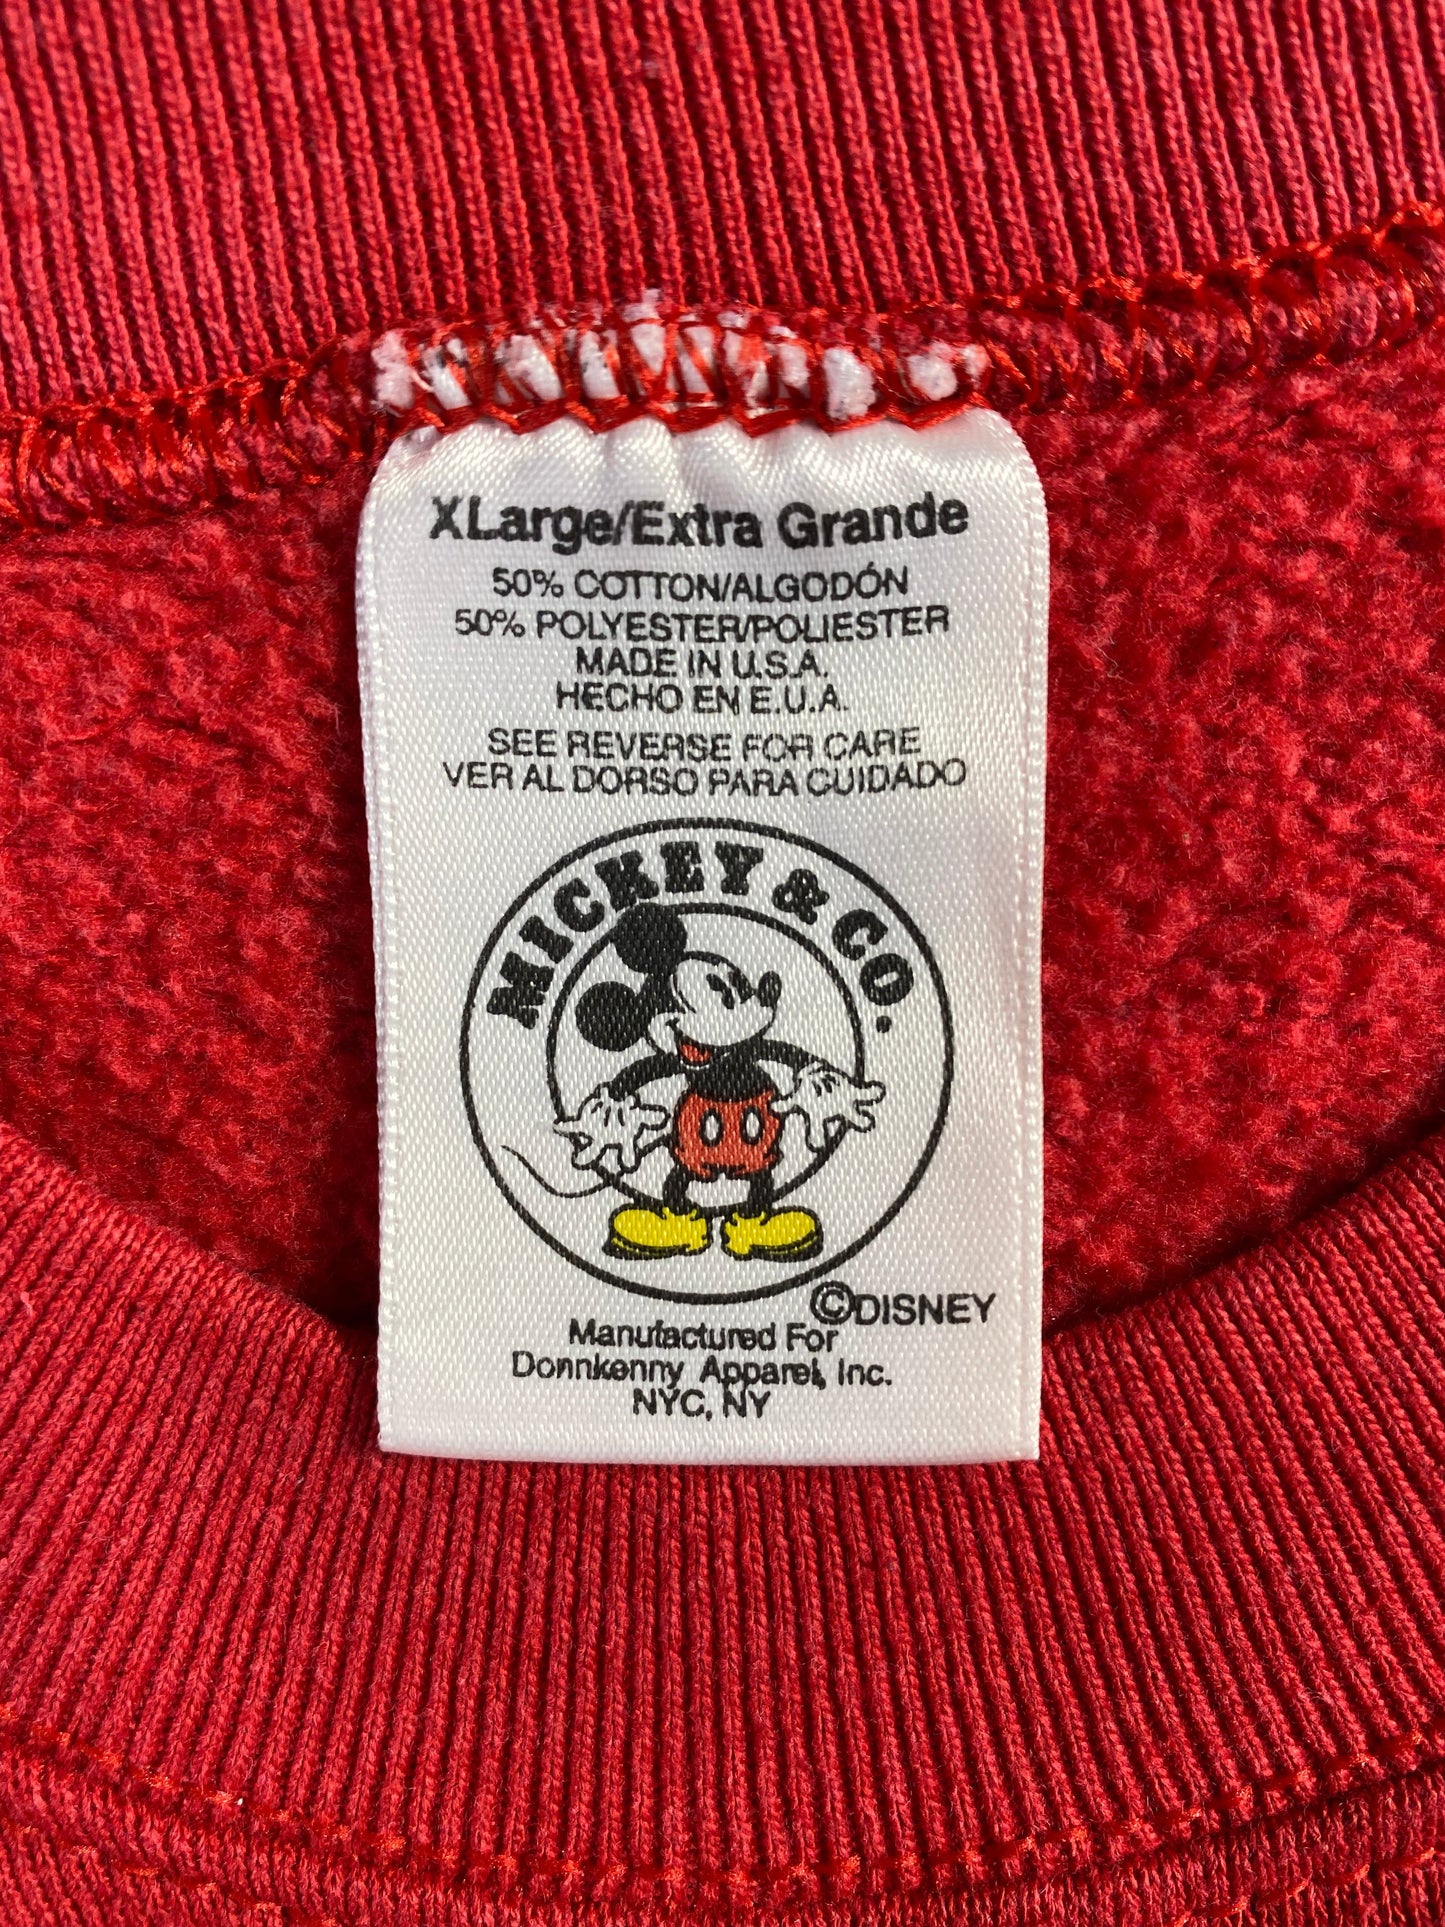 XLarge/Extra Grande
50% COTTON/ALGODÓN
50% POLYESTER/POLIESTER
MADE IN U.S.A.
HECHO EN E.U.A.
SEE REVERSE FOR CARE
VER AL DORSO PARA CUIDADO
MICKEY & CO.
©DISNEY
Manufactured For
Donnkenny Apparel, Inc.
NYC, NY